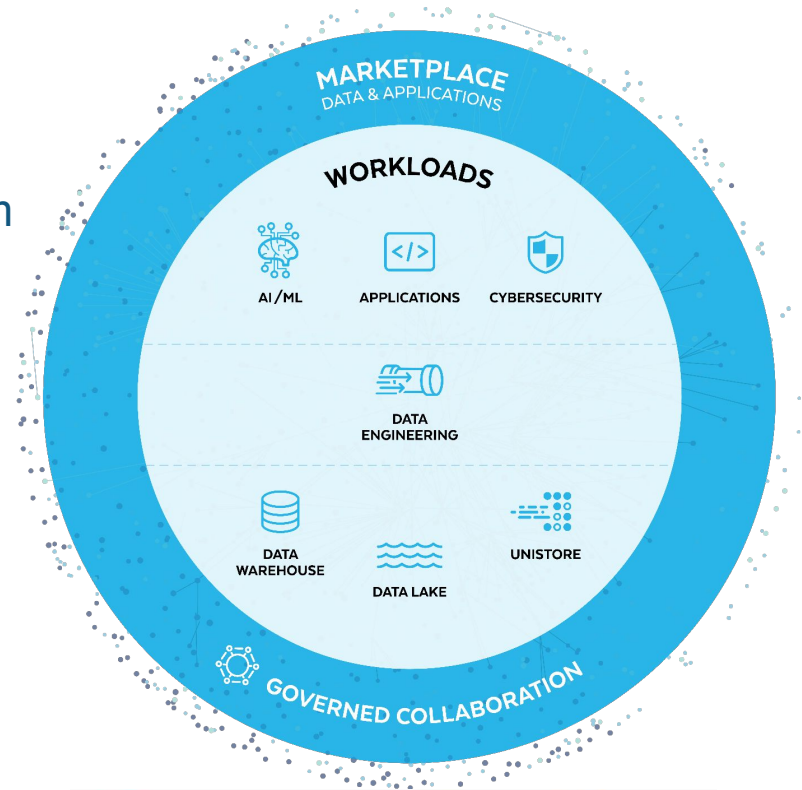 MARKETPLACE
DATA & APPLICATIONS
WORKLOADS
AI/ML
APPLICATIONS
CYBERSECURITY
DATA
ENGINEERING
DATA
WAREHOUSE
DATA LAKE
UNISTORE
GOVERNED COLLABORATION